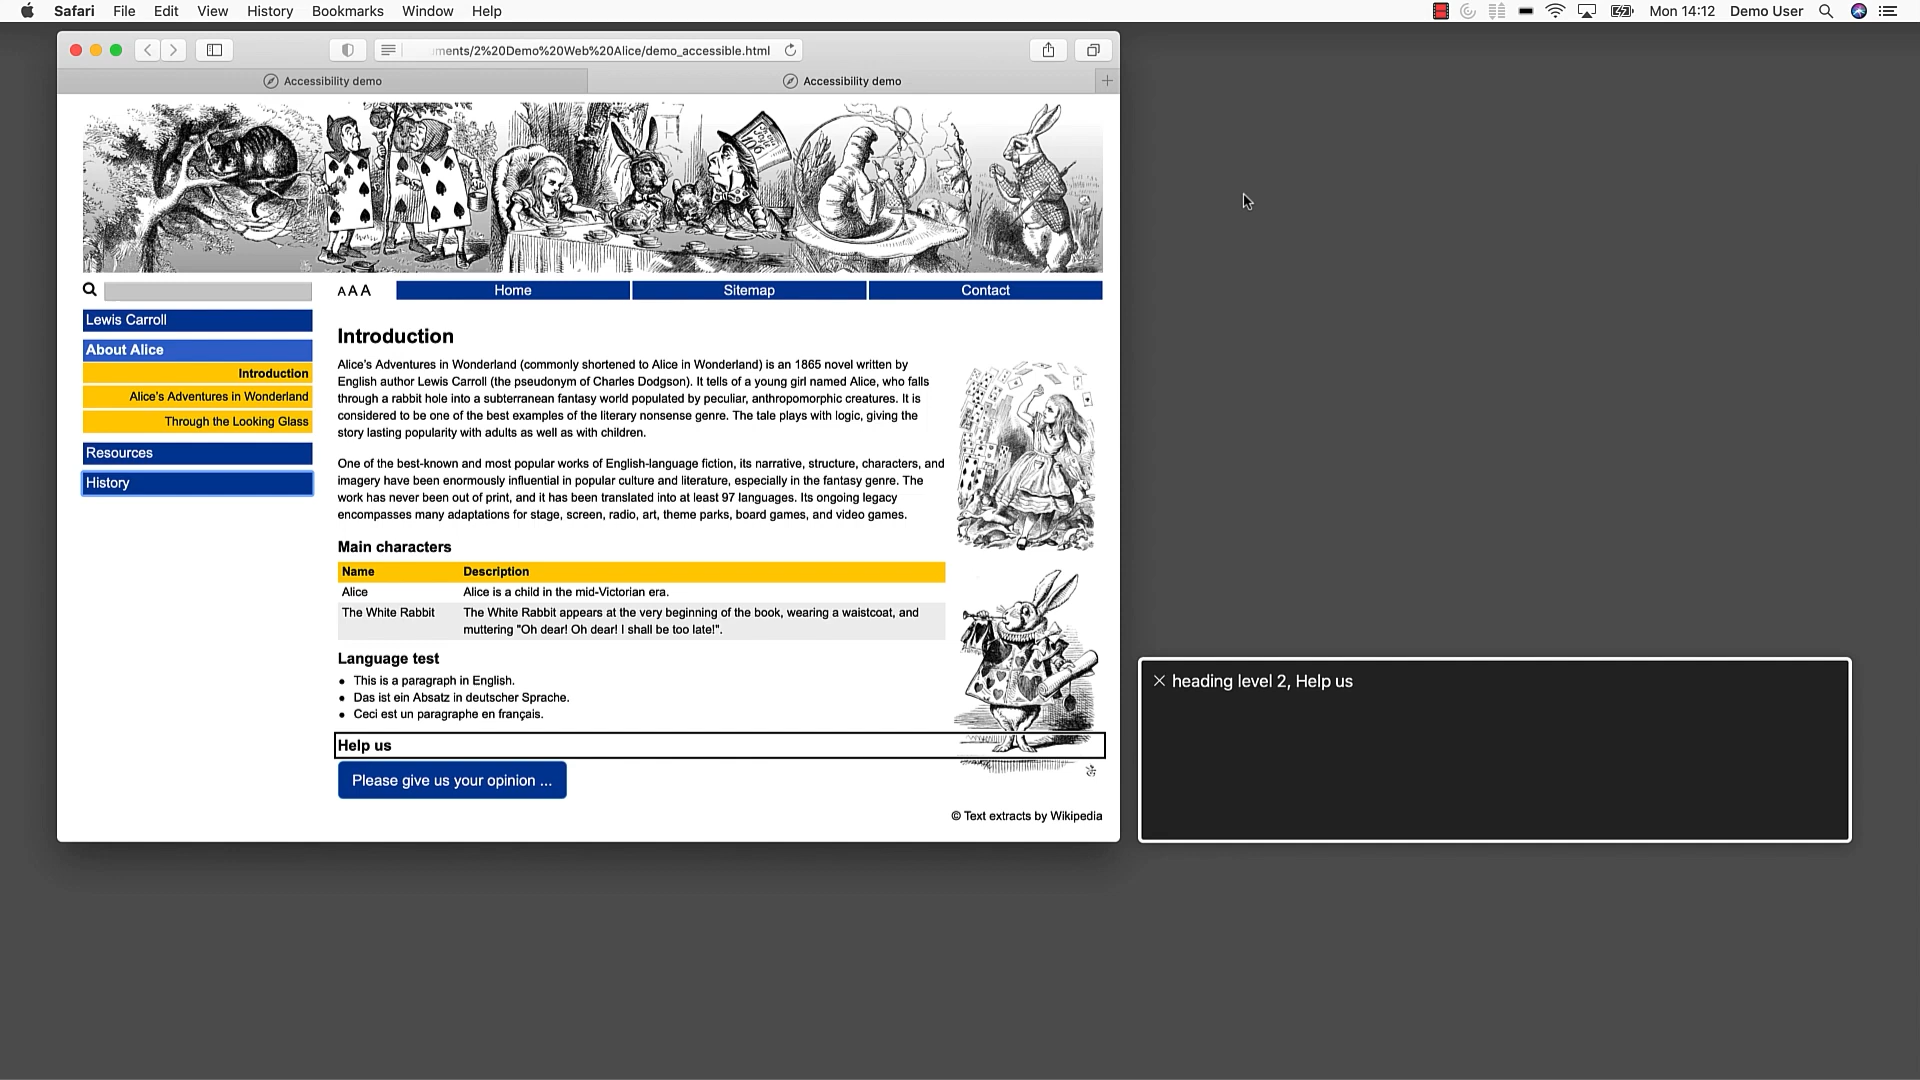 Safari File Edit View History Bookmarks Window Help Mon 14:12 Demo User
ments/2%20Demo%20Web%20Alice/demo_accessible.html
Accessibility demo Accessibility demo
A A A Home Sitemap Contact
Lewis Carroll
About Alice
Introduction
Alice’s Adventures in Wonderland
Through the Looking Glass
Resources
History
Introduction
Alice’s Adventures in Wonderland (commonly shortened to Alice in Wonderland) is an 1865 novel written by
English author Lewis Carroll (the pseudonym of Charles Dodgson). It tells of a young girl named Alice, who falls
through a rabbit hole into a subterranean fantasy world populated by peculiar, anthropomorphic creatures. It is
considered to be one of the best examples of the literary nonsense genre. The tale plays with logic, giving the
story lasting popularity with adults as well as with children.
One of the best-known and most popular works of English-language fiction, its narrative, structure, characters, and
imagery have been enormously influential in popular culture and literature, especially in the fantasy genre. The
work has never been out of print, and it has been translated into at least 97 languages. Its ongoing legacy
encompasses many adaptations for stage, screen, radio, art, theme parks, board games, and video games.
Main characters
Name Description
Alice Alice is a child in the mid-Victorian era.
The White Rabbit The White Rabbit appears at the very beginning of the book, wearing a waistcoat, and
muttering "Oh dear! Oh dear! I shall be too late!".
Language test
• This is a paragraph in English.
• Das ist ein Absatz in deutscher Sprache.
• Ceci est un paragraphe en français.
Help us
Please give us your opinion ...
© Text extracts by Wikipedia
heading level 2, Help us